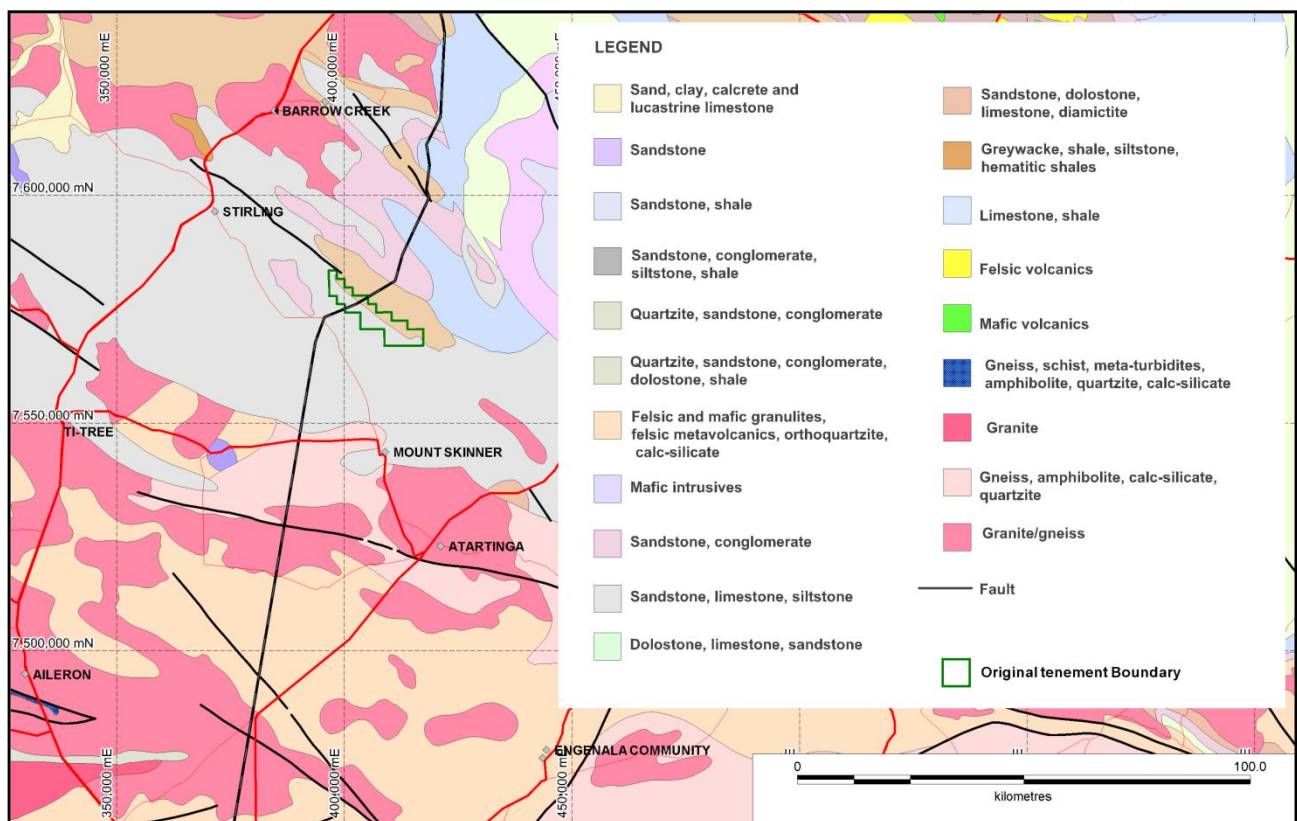 350,000 mE
400,000 mE
BARROW CREEK
7,600,000 mN
STIRLING
7,550,000 mN
TI-TREE
MOUNT SKINNER
ATARTINGA
7,500,000 mN
AILERON
ENGENALA COMMUNITY
350,000 mE
400,000 mE
450,000 mE
LEGEND
Sand, clay, calcrete and
lucastrine limestone
Sandstone
Sandstone, shale
Sandstone, conglomerate,
siltstone, shale
Quartzite, sandstone, conglomerate
Quartzite, sandstone, conglomerate,
dolostone, shale
Felsic and mafic granulites,
felsic metavolcanics, orthoquartzite,
calc-silicate
Mafic intrusives
Sandstone, conglomerate
Sandstone, limestone, siltstone
Dolostone, limestone, sandstone
Sandstone, dolostone,
limestone, diamictite
Greywacke, shale, siltstone,
hematitic shales
Limestone, shale
Felsic volcanics
Mafic volcanics
Gneiss, schist, meta-turbidites,
amphibolite, quartzite, calc-silicate
Granite
Gneiss, amphibolite, calc-silicate,
quartzite
Granite/gneiss
Fault
Original tenement Boundary
0
100.0
kilometres